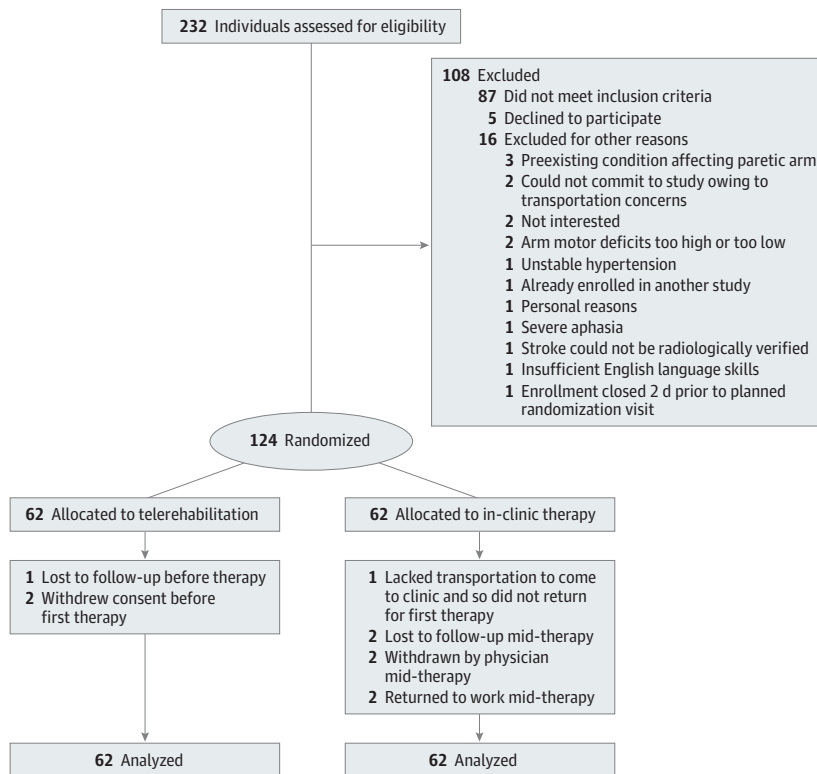 232 Individuals assessed for eligibility
108 Excluded
87 Did not meet inclusion criteria
5 Declined to participate
16 Excluded for other reasons
3 Preexisting condition affecting paretic arm
2 Could not commit to study owing to
transportation concerns
2 Not interested
2 Arm motor deficits too high or too low
1 Unstable hypertension
1 Already enrolled in another study
1 Personal reasons
1 Severe aphasia
1 Stroke could not be radiologically verified
1 Insufficient English language skills
1 Enrollment closed 2 d prior to planned
randomization visit
124 Randomized
62 Allocated to telerehabilitation
62 Allocated to in-clinic therapy
1 Lost to follow-up before therapy
2 Withdrew consent before
first therapy
1 Lacked transportation to come
to clinic and so did not return
for first therapy
2 Lost to follow-up mid-therapy
2 Withdrawn by physician
mid-therapy
2 Returned to work mid-therapy
62 Analyzed
62 Analyzed